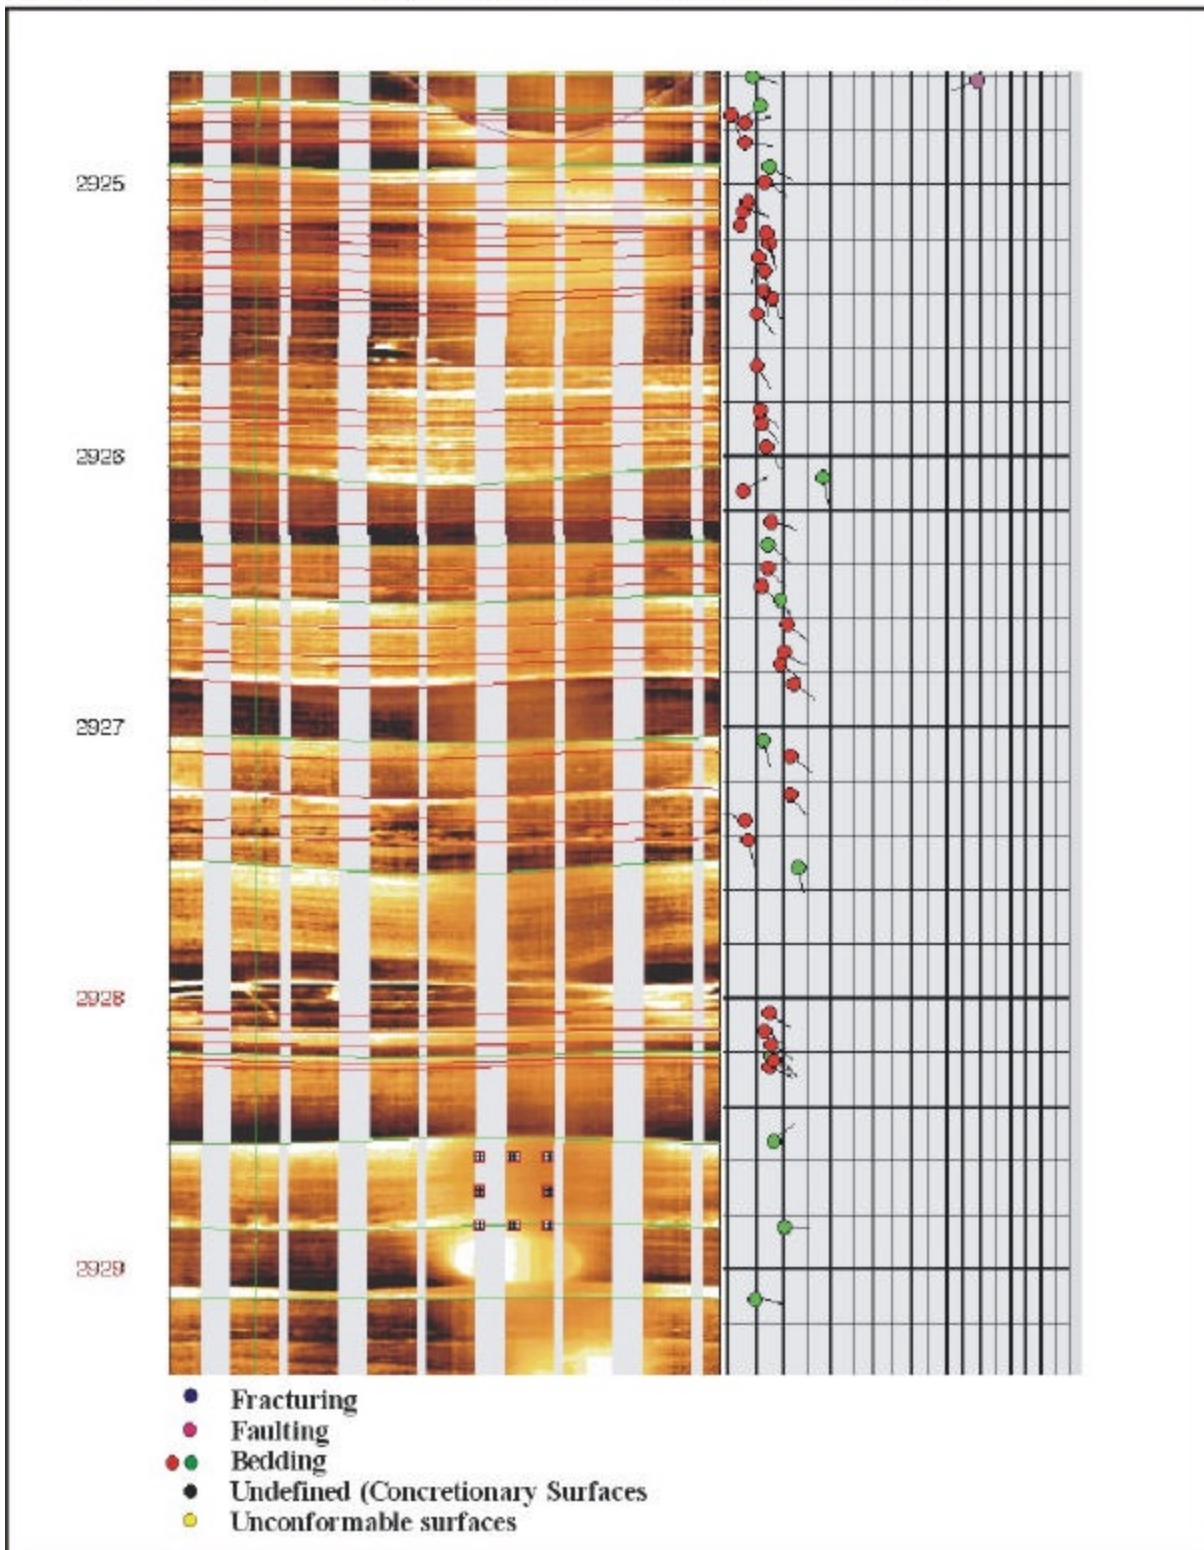 2925
2926
2927
2928
2929
Fracturing
Faulting
Bedding
Undefined (Concretionary Surfaces
Unconformable surfaces